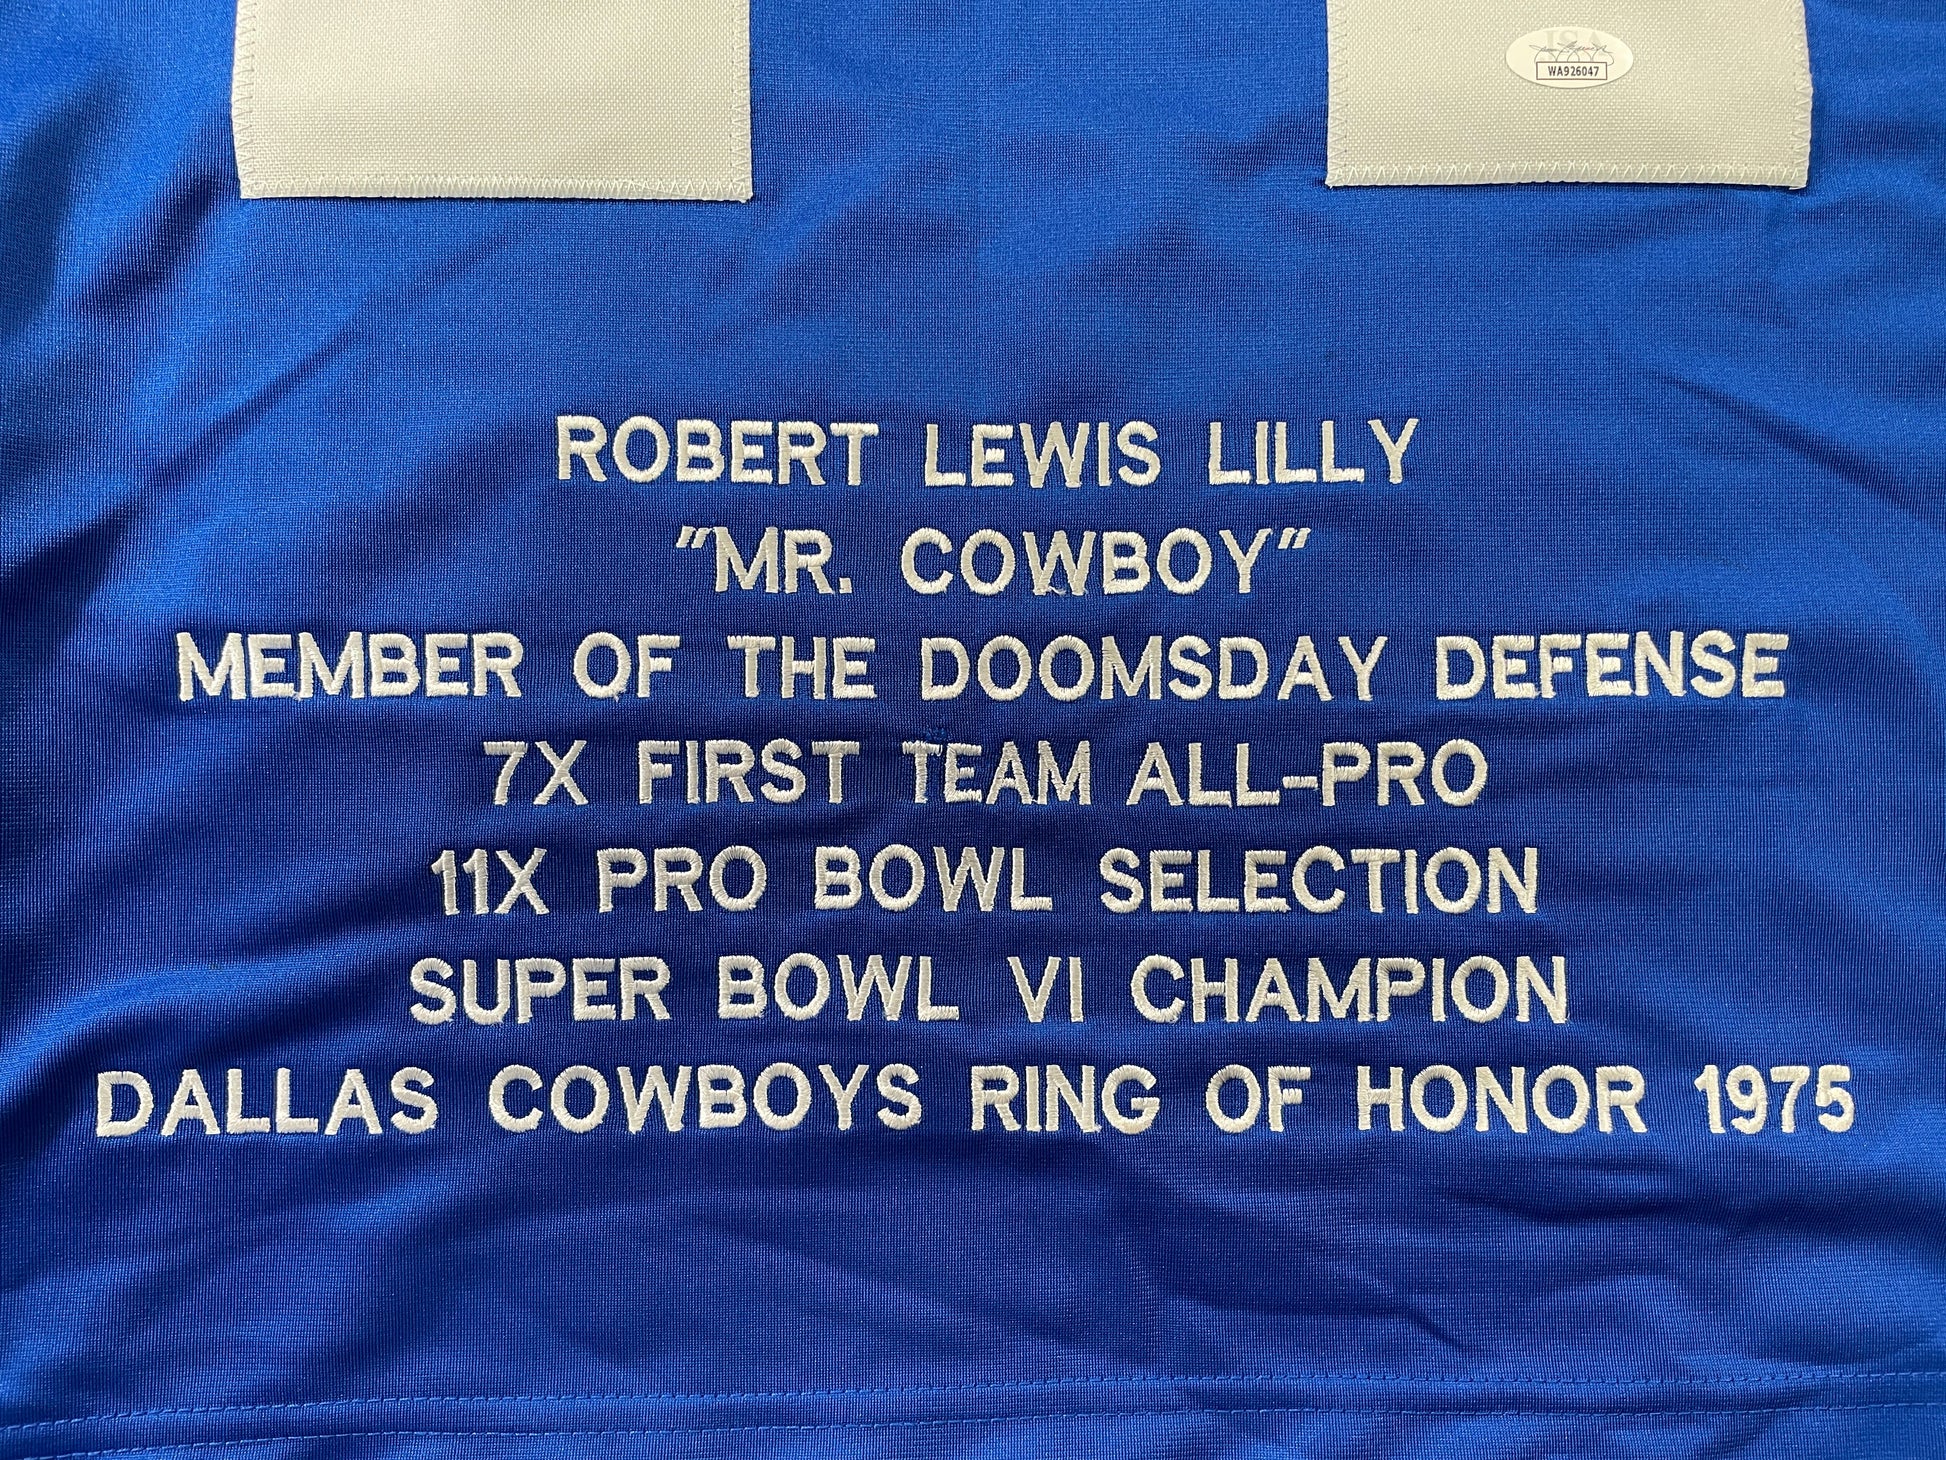 WA926047
ROBERT LEWIS LILLY
"MR. COWBOY"
MEMBER OF THE DOOMSDAY DEFENSE
7X FIRST TEAM ALL-PRO
11X PRO BOWL SELECTION
SUPER BOWL VI CHAMPION
DALLAS COWBOYS RING OF HONOR 1975